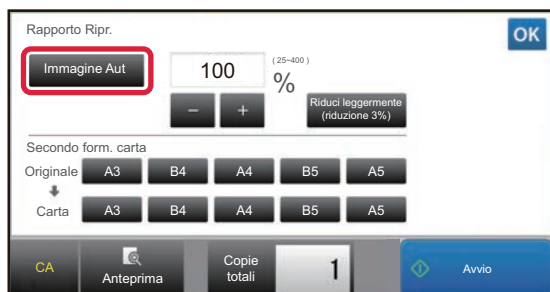 Rapporto Ripr.
OK
Immagine Aut
100
(25~400)
%
Riduci leggermente
(riduzione 3%)
–
+
Secondo form. carta
Originale A3 B4 A4 B5 A5
Carta A3 B4 A4 B5 A5
CA
Anteprima
Copie
totali
1
Avvio